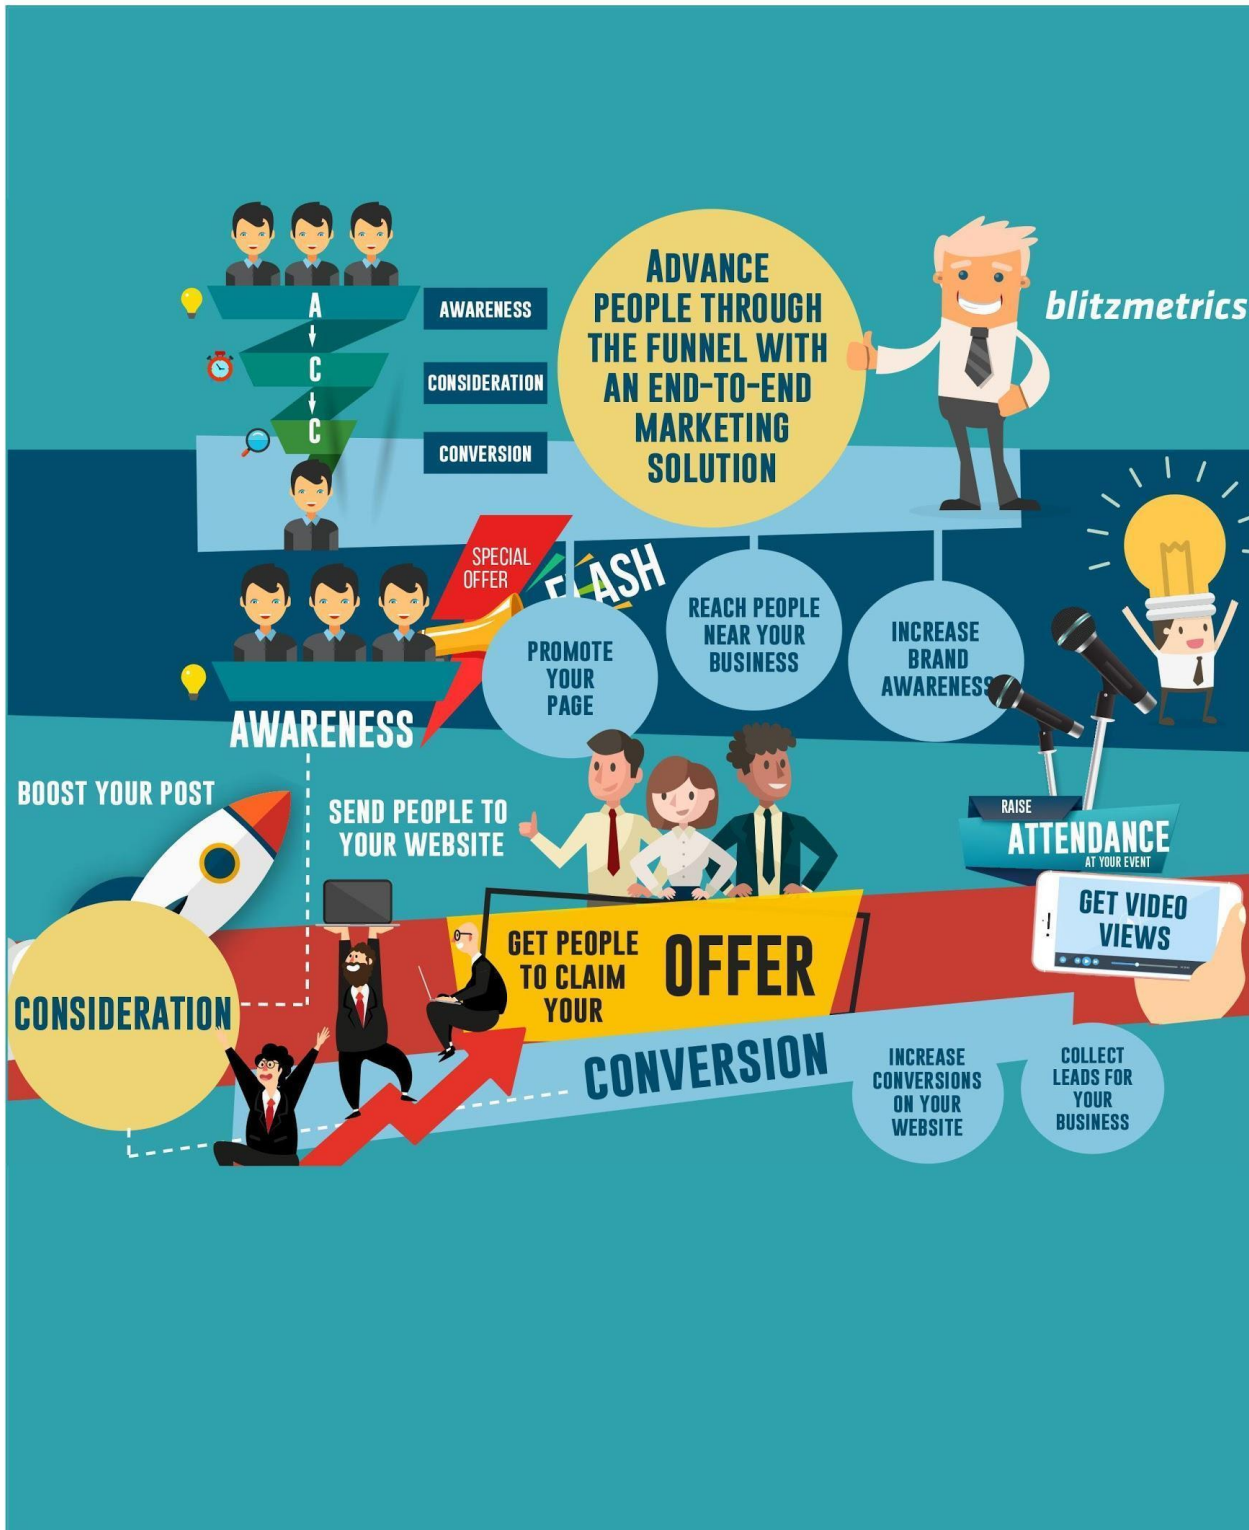 A
C
C
AWARENESS
CONSIDERATION
CONVERSION
ADVANCE
PEOPLE THROUGH
THE FUNNEL WITH
AN END-TO-END
MARKETING
SOLUTION
blitzmetrics
SPECIAL
OFFER
FLASH
PROMOTE
YOUR
PAGE
REACH PEOPLE
NEAR YOUR
BUSINESS
INCREASE
BRAND
AWARENESS
AWARENESS
BOOST YOUR POST
SEND PEOPLE TO
YOUR WEBSITE
RAISE
ATTENDANCE
AT YOUR EVENT
GET VIDEO
VIEWS
CONSIDERATION
GET PEOPLE
TO CLAIM
YOUR
OFFER
CONVERSION
INCREASE
CONVERSIONS
ON YOUR
WEBSITE
COLLECT
LEADS FOR
YOUR
BUSINESS